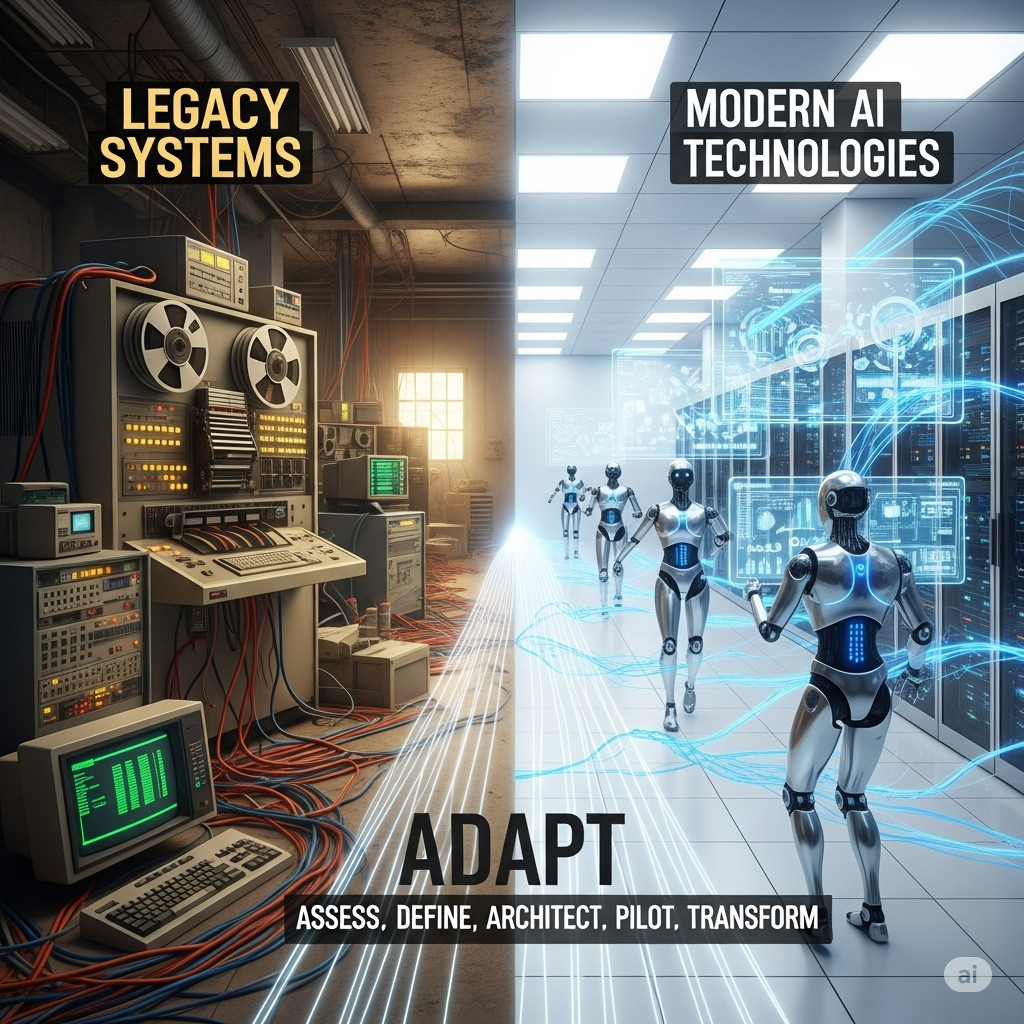 LEGACY
SYSTEMS
MODERN AI
TECHNOLOGIES
ADAPT
ASSESS, DEFINE, ARCHITECT, PILOT, TRANSFORM
ai